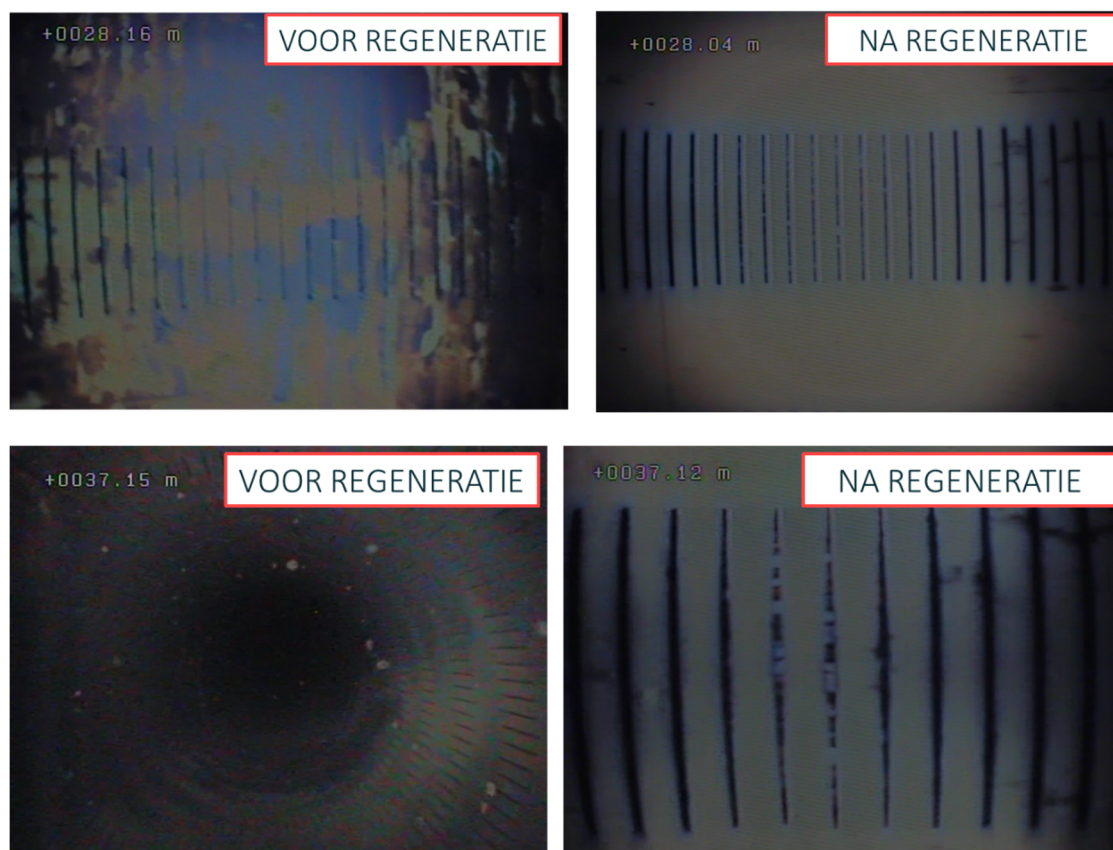 +0028.16 m
VOOR REGENERATIE
+0028.04 m
NA REGENERATIE
+0037.15 m
VOOR REGENERATIE
+0037.12 m
NA REGENERATIE